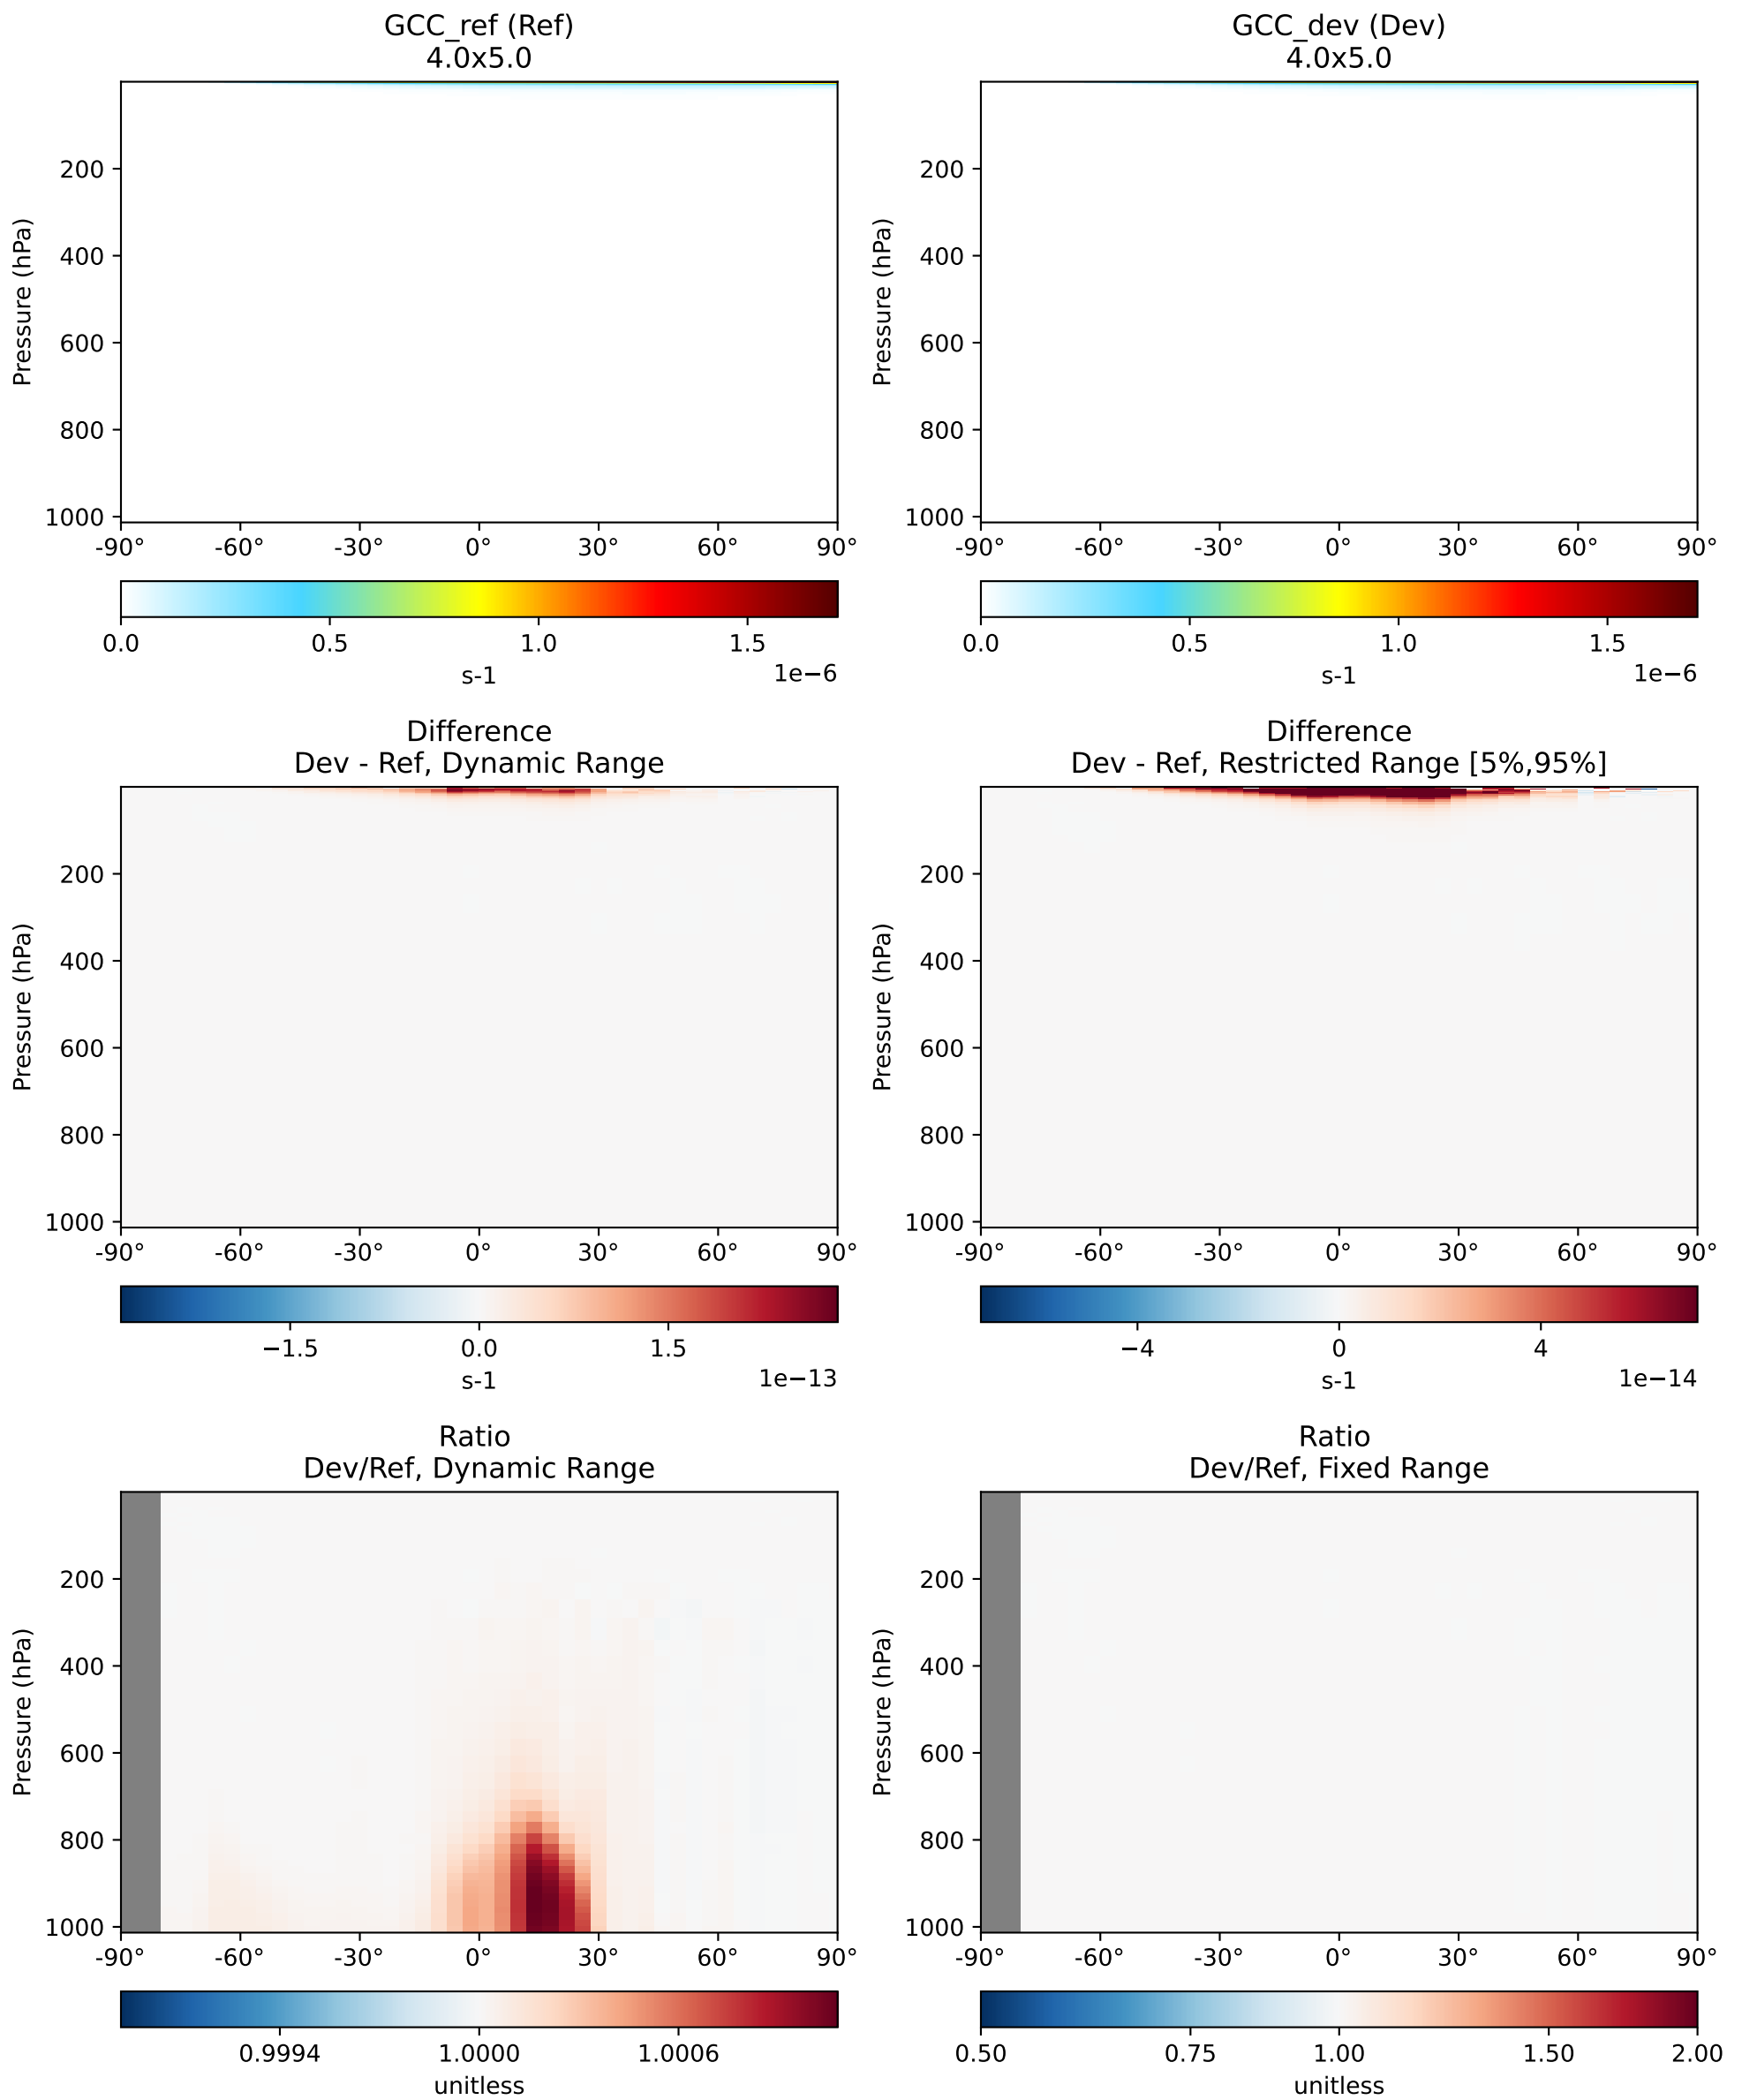 GCC_ref (Ref)
4.0x5.0
GCC_dev (Dev)
4.0x5.0
Pressure (hPa)
200
400
600
800
1000
-90° -60° -30° 0° 30° 60° 90°
Pressure (hPa)
200
400
600
800
1000
-90° -60° -30° 0° 30° 60° 90°
0.0 0.5 1.0 1.5
s-1 1e−6
0.0 0.5 1.0 1.5
s-1 1e−6
Difference
Dev - Ref, Dynamic Range
Difference
Dev - Ref, Restricted Range [5%,95%]
Pressure (hPa)
200
400
600
800
1000
-90° -60° -30° 0° 30° 60° 90°
Pressure (hPa)
200
400
600
800
1000
-90° -60° -30° 0° 30° 60° 90°
−1.5 0.0 1.5
s-1 1e−13
−4 0 4
s-1 1e−14
Ratio
Dev/Ref, Dynamic Range
Ratio
Dev/Ref, Fixed Range
Pressure (hPa)
200
400
600
800
1000
-90° -60° -30° 0° 30° 60° 90°
Pressure (hPa)
200
400
600
800
1000
-90° -60° -30° 0° 30° 60° 90°
0.9994 1.0000 1.0006
unitless
0.50 0.75 1.00 1.50 2.00
unitless